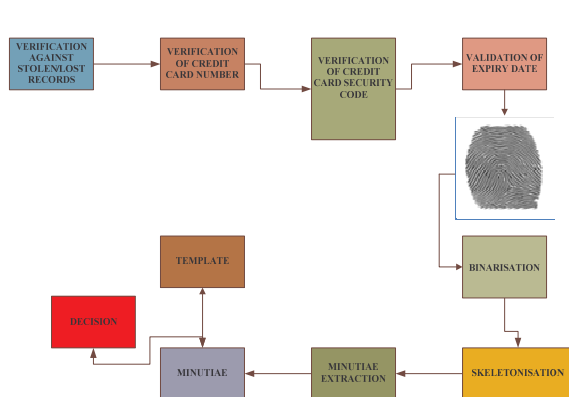 VERIFICATION
AGAINST
STOLEN/LOST
RECORDS
VERIFICATION
OF CREDIT
CARD NUMBER
VERIFICATION
OF CREDIT
CARD SECURITY
CODE
VALIDATION OF
EXPIRY DATE
BINARISATION
SKELETONISATION
MINUTIAE
EXTRACTION
MINUTIAE
TEMPLATE
DECISION